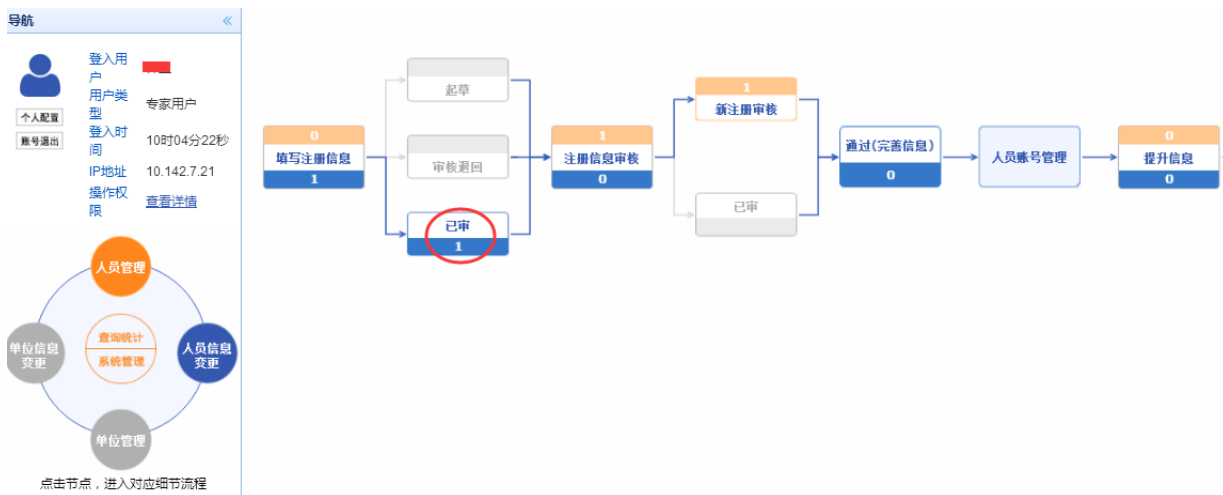 导航
登入用
户
用户类
型
专家用户
登入时
间
10时04分22秒
IP地址
10.142.7.21
操作权
限
查看详情
个人配置
账号退出
人员管理
查询统计
系统管理
单位信息
变更
人员信息
变更
单位管理
点击节点，进入对应细节流程
0
填写注册信息
1
起草
审核退回
已审
1
1
注册信息审核
0
1
新注册审核
已审
通过(完善信息)
0
人员账号管理
0
提升信息
0